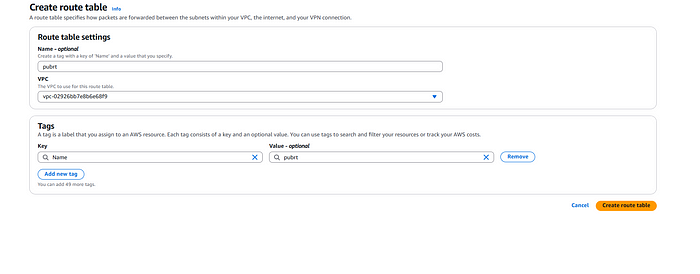 Create route table Info
A route table specifies how packets are forwarded between the subnets within your VPC, the internet, and your VPN connection.
Route table settings
Name - optional
Create a tag with a key of 'Name' and a value that you specify.
pubrt
VPC
The VPC to use for this route table.
vpc-02926bb7e8b6e68f9
Tags
A tag is a label that you assign to an AWS resource. Each tag consists of a key and an optional value. You can use tags to search and filter your resources or track your AWS costs.
Key Value - optional
Name pubrt Remove
Add new tag
You can add 49 more tags.
Cancel Create route table